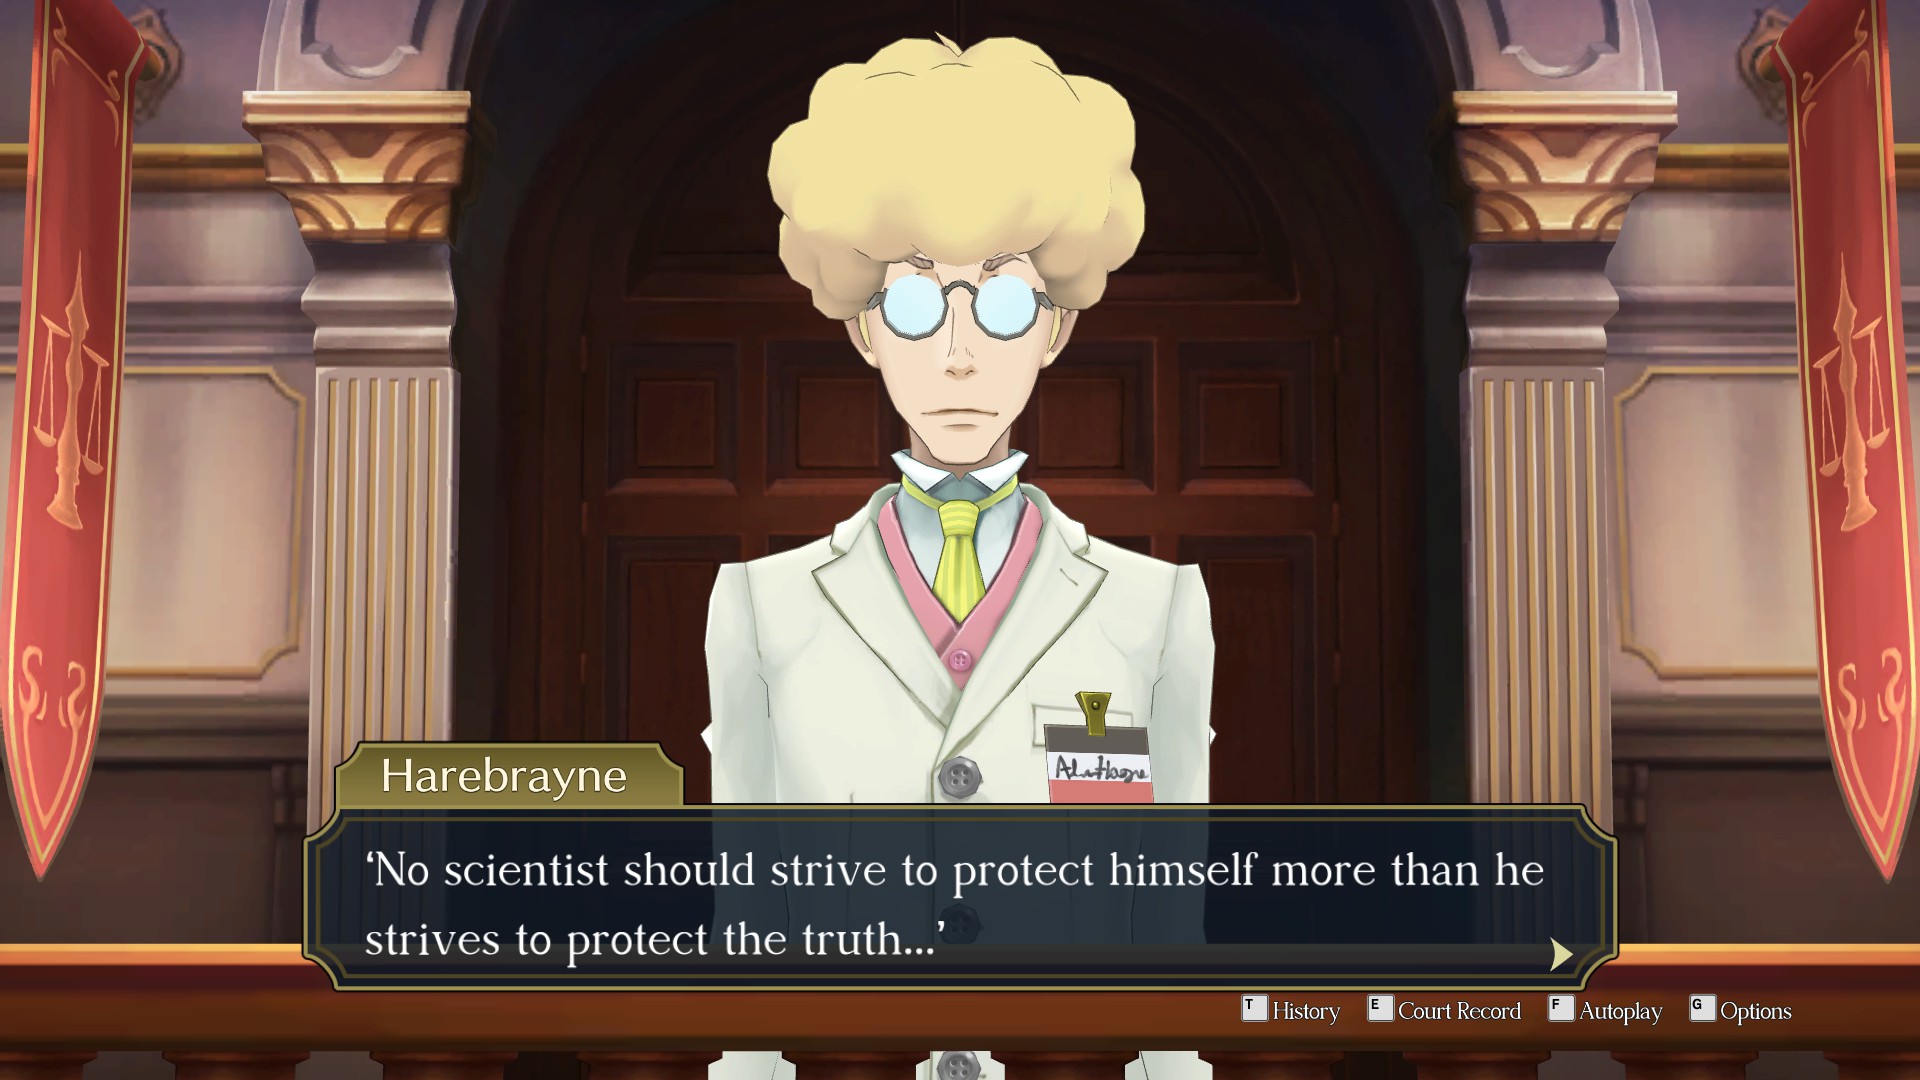 Harebrayne
‘No scientist should strive to protect himself more than he
strives to protect the truth...’
T History E Court Record F Autoplay G Options